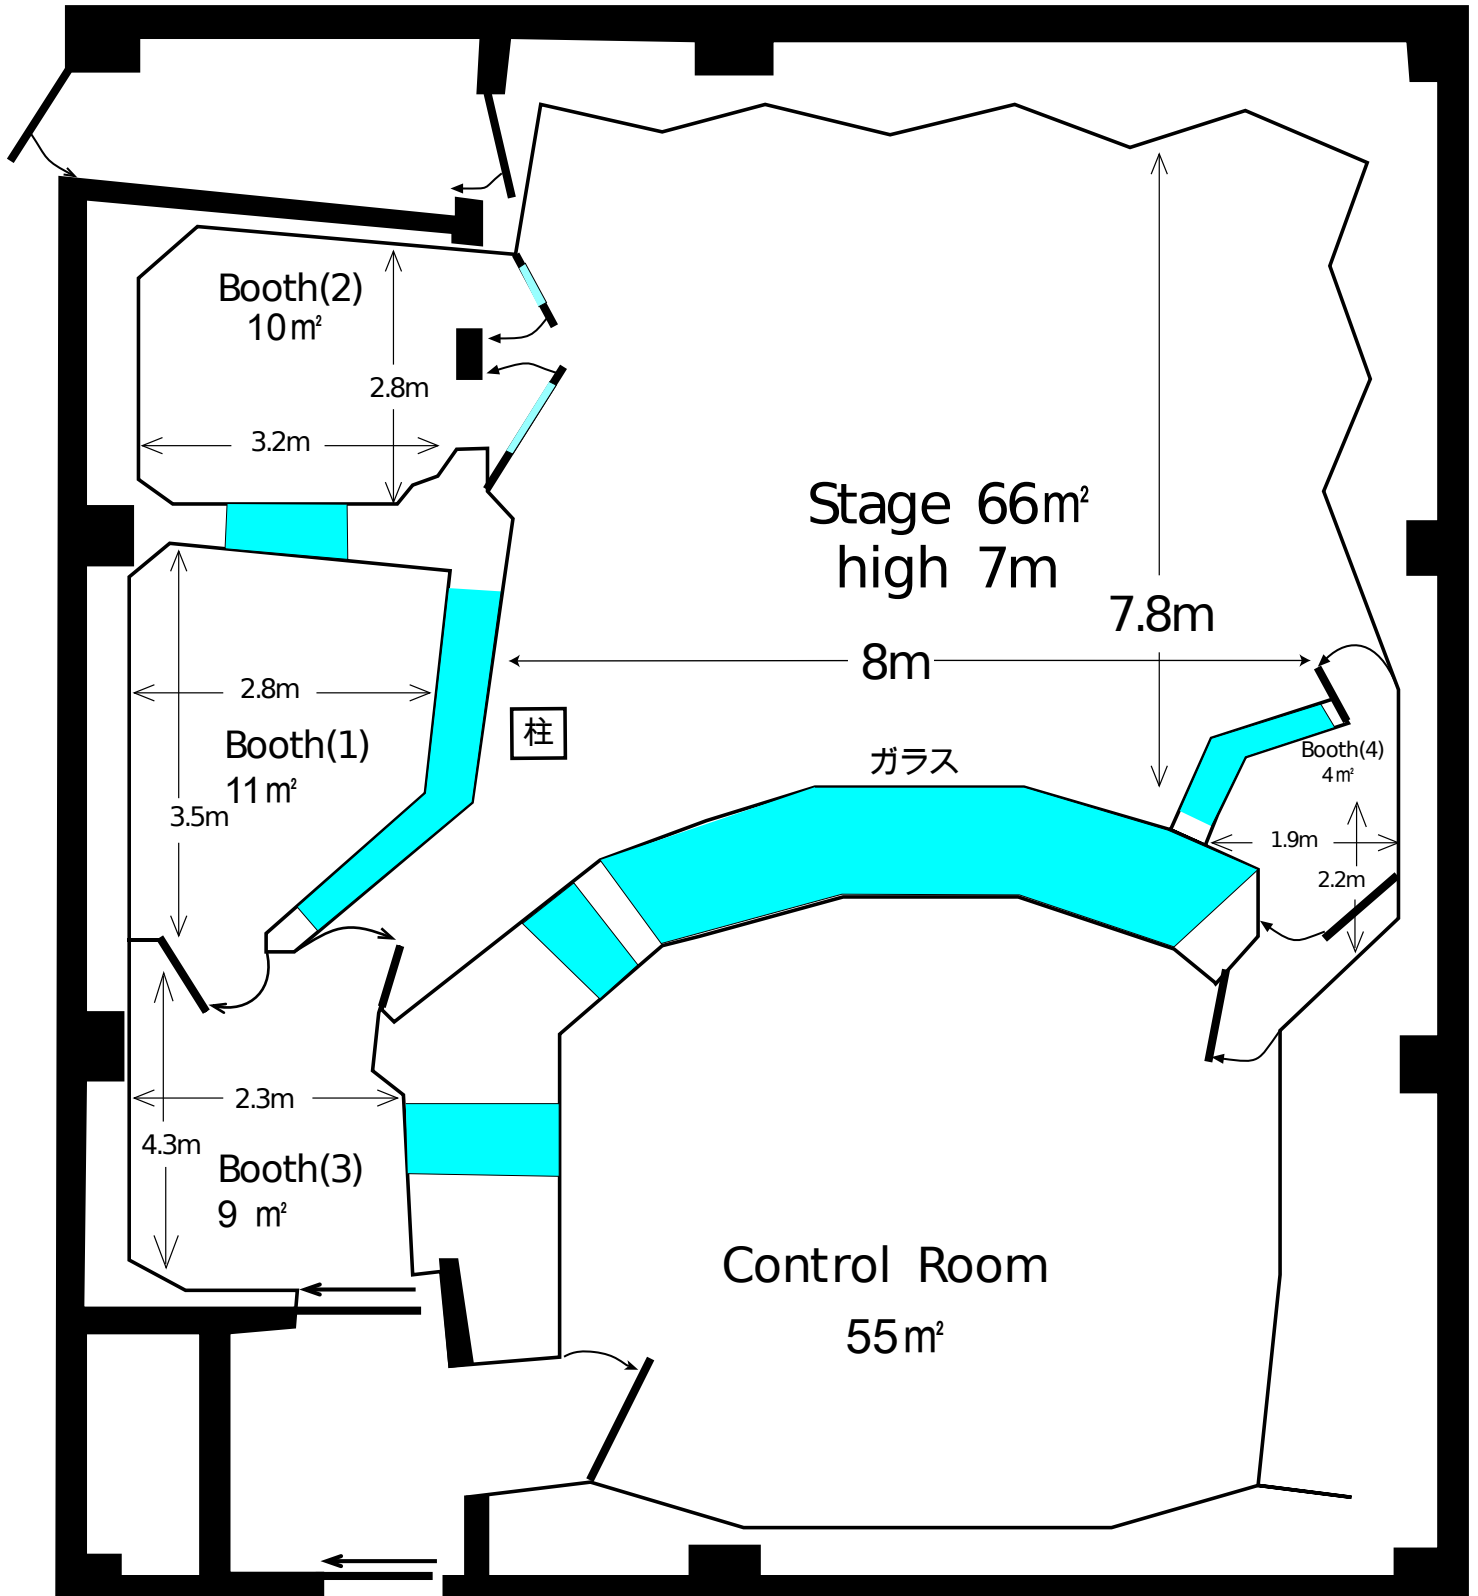 Booth(2)
10㎡
2.8m
3.2m
Stage 66㎡
high 7m
7.8m
8m
2.8m
柱
Booth(1)
11㎡
3.5m
ガラス
Booth(4)
4㎡
1.9m
2.2m
2.3m
4.3m
Booth(3)
9 ㎡
Control Room
55㎡